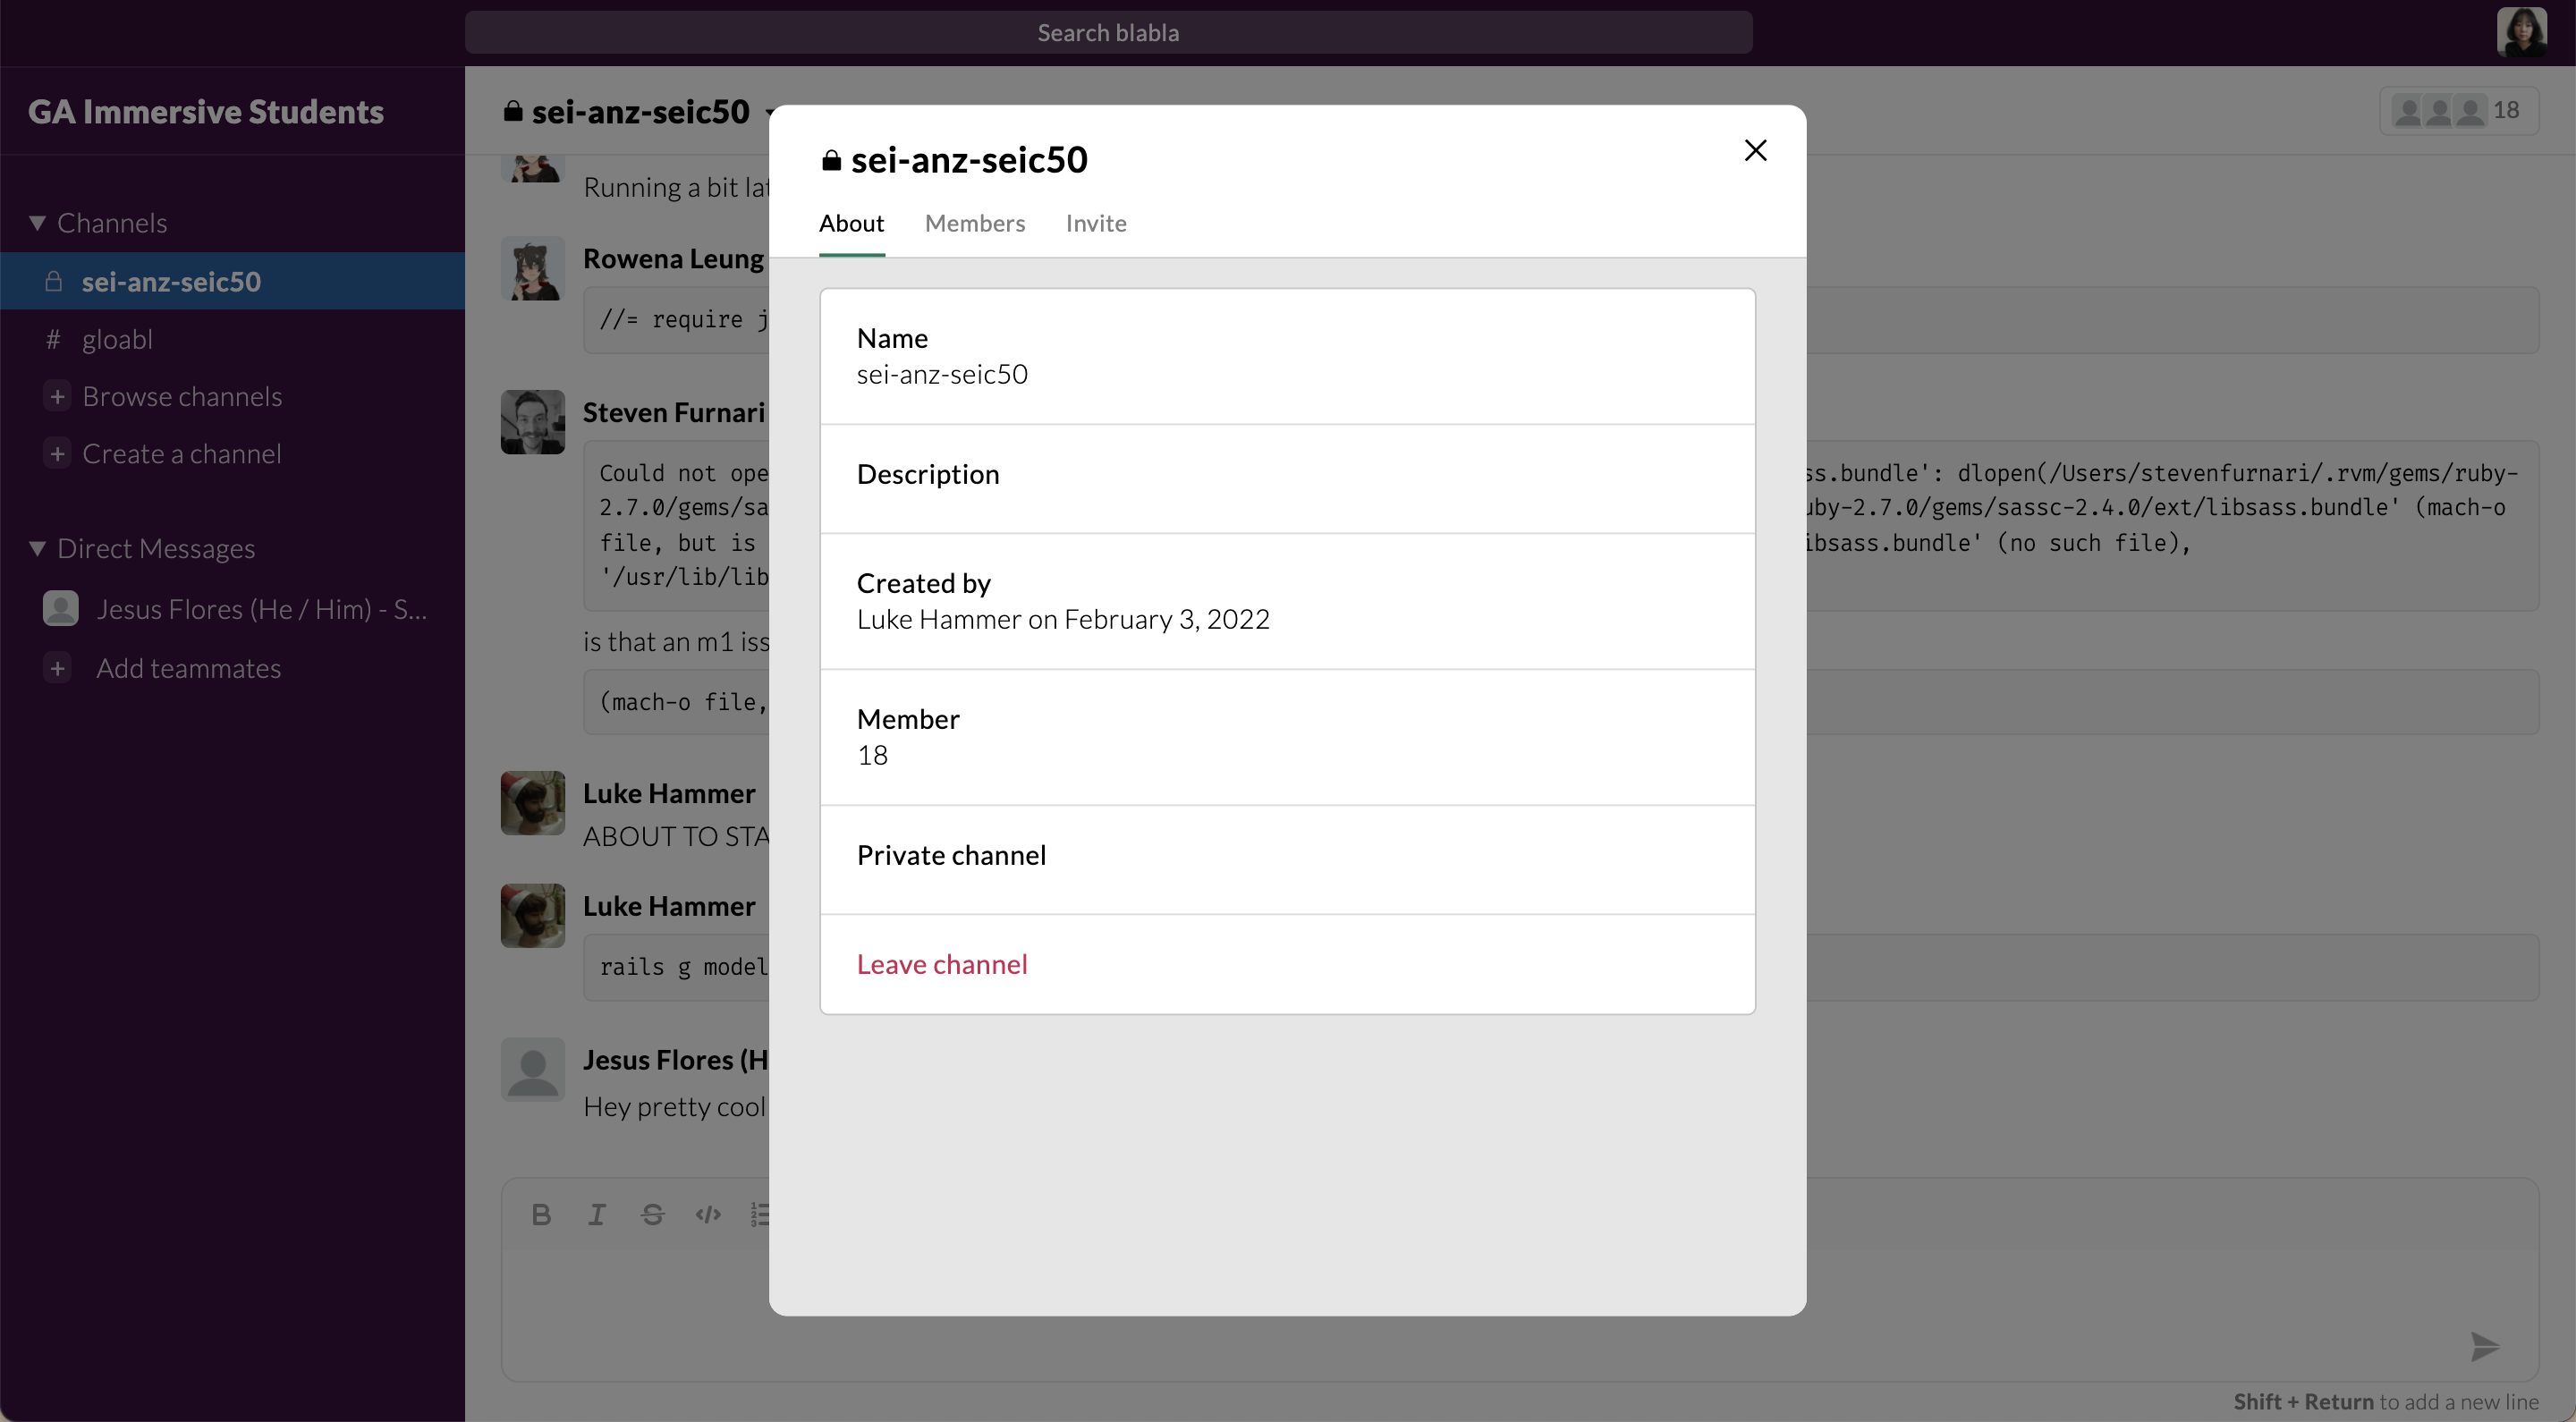 Search blabla
GA Immersive Students
Channels
sei-anz-seic50
# gloabl
+ Browse channels
+ Create a channel
Direct Messages
Jesus Flores (He / Him) - S...
+ Add teammates
sei-anz-seic50
18
Running a bit
Rowena Leung
//= require
Steven Furnari
Could not
ss.bundle': dlopen(/Users/stevenfurnari/.rvm/gems/ruby-
2.7.0/gems/
uby-2.7.0/gems/sassc-2.4.0/ext/libsass.bundle' (mach-o
file, but is
ibsass.bundle' (no such file),
'/usr/lib/lib
is that an m1 iss
(mach-o file,
Luke Hammer
ABOUT TO STA
Luke Hammer
rails g model
Jesus Flores (H
Hey pretty cool
B I S </>
Shift + Return to add a new line
sei-anz-seic50
About Members Invite
Name
sei-anz-seic50
Description
Created by
Luke Hammer on February 3, 2022
Member
18
Private channel
Leave channel